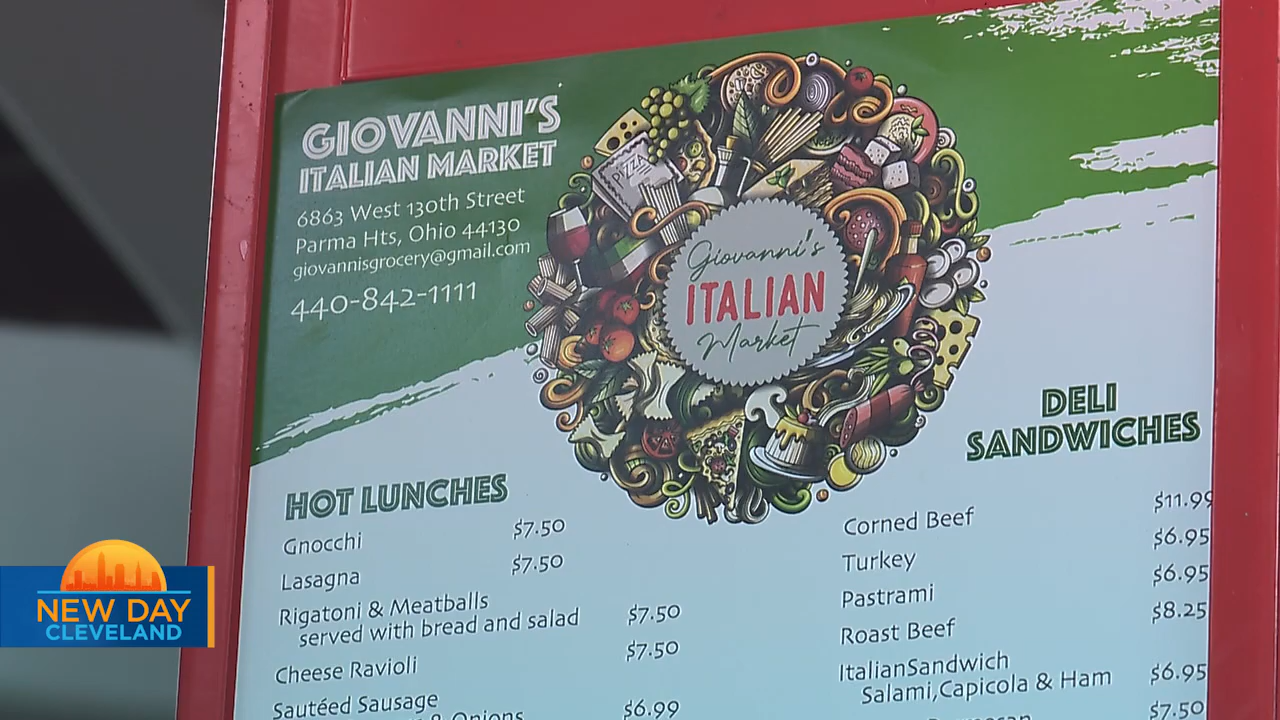 GIOVANNI'S
ITALIAN MARKET
6863 West 130th Street
Parma Hts, Ohio 44130
giovannisgrocery@gmail.com
440-842-1111
PIZZA
Giovanni's
ITALIAN
Market
HOT LUNCHES
Gnocchi $7.50
Lasagna $7.50
Rigatoni & Meatballs
served with bread and salad $7.50
Cheese Ravioli $7.50
Sautéed Sausage
& Onions $6.99
DELI
SANDWICHES
Corned Beef $11.99
Turkey $6.95
Pastrami $6.95
Roast Beef $8.25
ItalianSandwich
Salami,Capicola & Ham $6.95
$7.50
NEW DAY
CLEVELAND